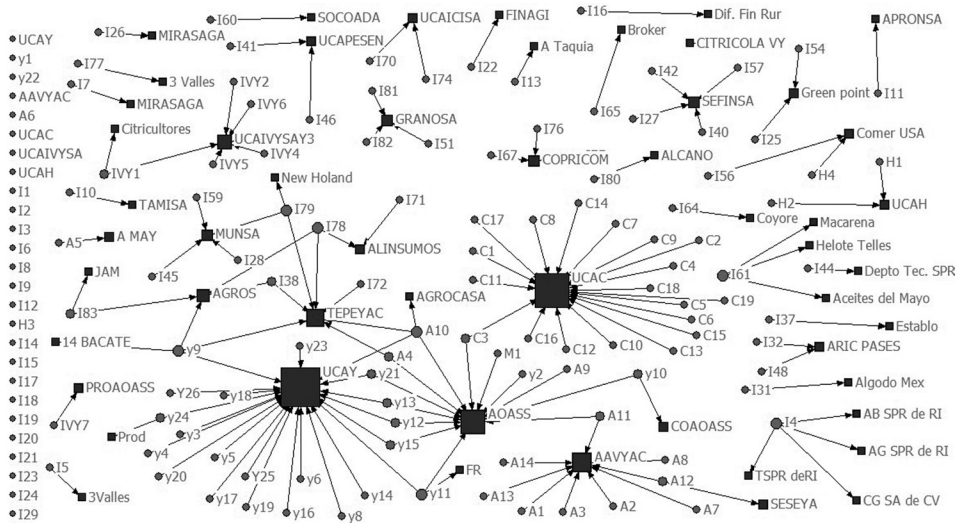 I60 SOCOADA UCAICISA FINAGI I16 Dif. Fin Rur APRONSA
UCAY I26 MIRASAGA I41 UCAPESEN A Taquia Broker CITRICOLA VY I54
y1 I77 I70 I74 I22 I13 I42 I57
y22 I7 3 Valles IVY2 I81 I11
AAVYAC MIRASAGA IVY6 I46 GRANOSA I65 SEFINSA Green point
A6 Citricultores I27
UCAC UCAIVYSAY3 I82 I51 I76 I40 I25 Comer USA
UCAIVYSA IVY5 IVY4 I67 COPRICOM ALCANO H1
UCAH IVY1 New Holand I80 I56 H4
I1 I10 I59 I79 I71 C14 H2 UCAH
I2 TAMISA I78 C17 C8 C7 I64 Coyore Macarena
I3 A5 A MAY MUNSA C9 C2 Helote Telles
I6 I28 ALINSUMOS C1 UCAC C4 I61 I44 Depto Tec. SPR
I8 JAM I45 I38 I72 C11 C18
I9 AGROS AGROCASA C5 C19 Aceites del Mayo
I12 I83 TEPEYAC C6 I37 Establo
H3 A10 C3 C16 C15
I14 14 BACATE y9 y23 A4 C12 C10 C13 I32 ARIC PASES
I15 M1
I17 PROAOASS UCAY y21 y2 A9 y10 I48
I18 Y26 y18 y13 I31 Algodo Mex
I19 IVY7 y24 y12 AOASS A11 I4 AB SPR de RI
I20 Prod y3 COAOASS
I21 y4 y15 AG SPR de RI
I23 I5 y20 y5 Y25 y6 FR A14 AAVYAC A8 TSPR deRI
I24 3Valles y17 y14 y11 A13 A12 SESEYA CG SA de CV
I29 y19 y16 y8 A1 A3 A2 A7